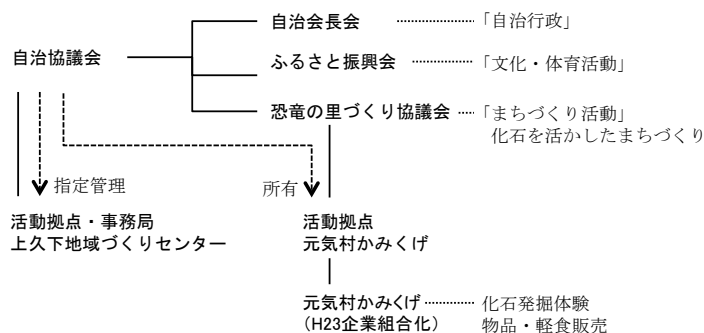 自治会長会 「自治行政」
自治協議会
ふるさと振興会 「文化・体育活動」
恐竜の里づくり協議会 「まちづくり活動」
化石を活かしたまちづくり
指定管理
所有
活動拠点・事務局
上久下地域づくりセンター
活動拠点
元気村かみくげ
元気村かみくげ
(H23企業組合化)
化石発掘体験
物品・軽食販売